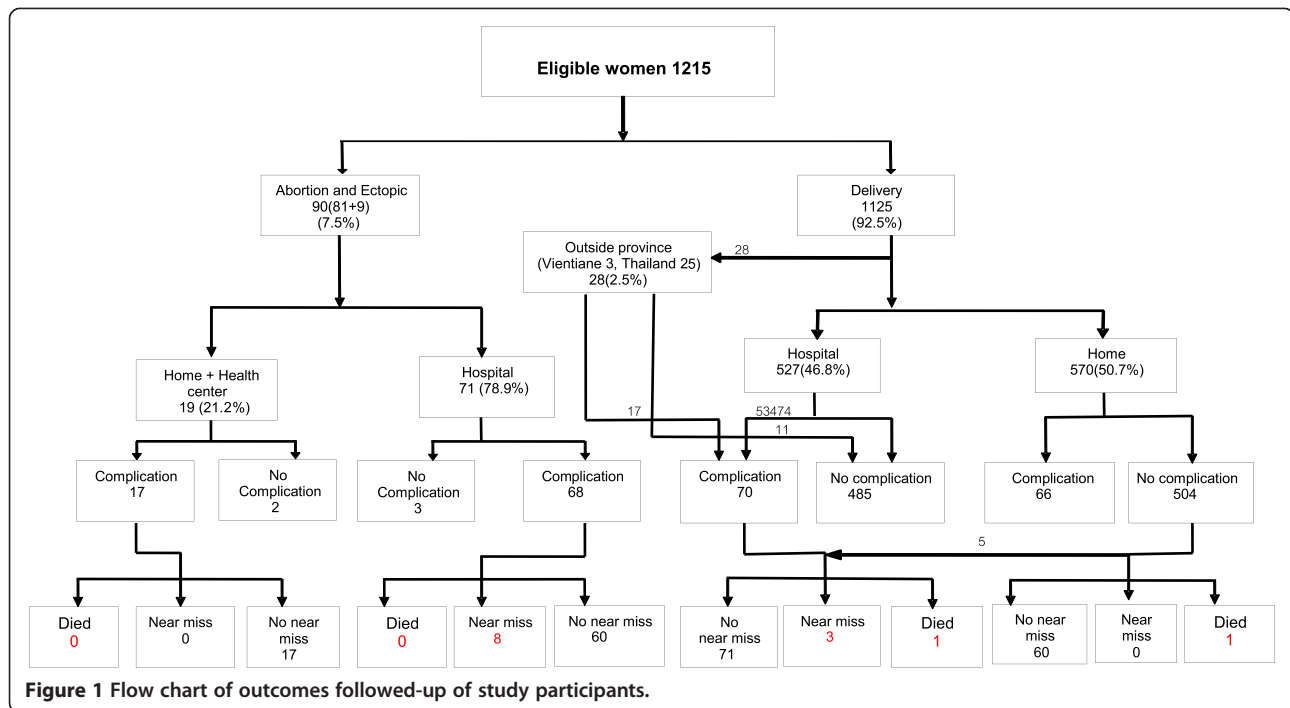 Eligible women 1215
Abortion and Ectopic
90(81+9)
(7.5%)
Delivery
1125
(92.5%)
Outside province
(Vientiane 3, Thailand 25)
28(2.5%)
28
Home + Health
center
19 (21.2%)
Hospital
71 (78.9%)
Hospital
527(46.8%)
Home
570(50.7%)
17
53474
11
Complication
17
No
Complication
2
No
Complication
3
Complication
68
Complication
70
No complication
485
Complication
66
No complication
504
5
Died
0
Near miss
0
No near
miss
17
Died
0
Near miss
8
No near miss
60
No
near miss
71
Near miss
3
Died
1
No near miss
60
Near
miss
0
Died
1
Figure 1 Flow chart of outcomes followed-up of study participants.